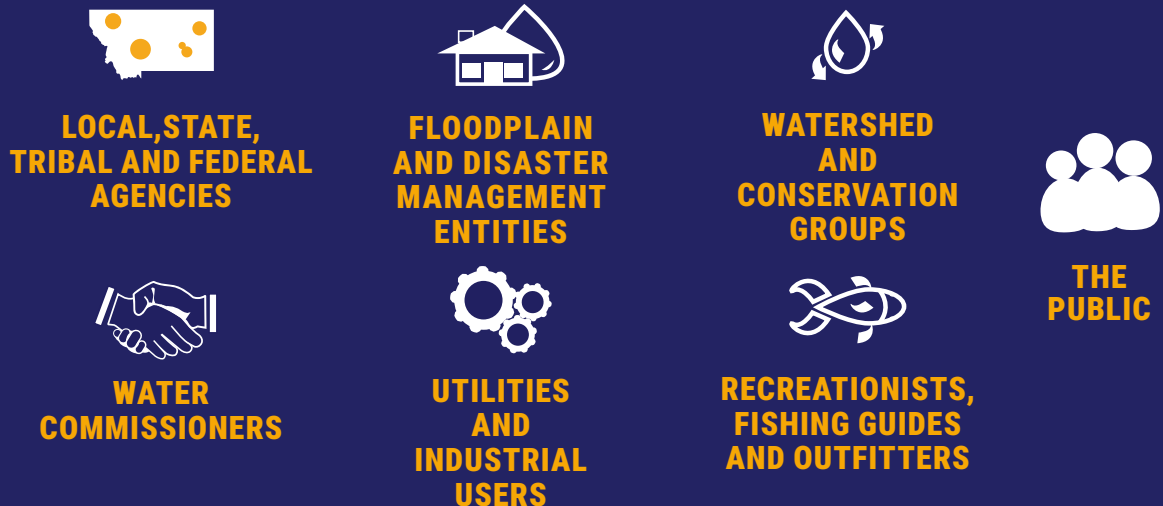 LOCAL,STATE,
TRIBAL AND FEDERAL
AGENCIES
FLOODPLAIN
AND DISASTER
MANAGEMENT
ENTITIES
WATERSHED
AND
CONSERVATION
GROUPS
THE
PUBLIC
WATER
COMMISSIONERS
UTILITIES
AND
INDUSTRIAL
USERS
RECREATIONISTS,
FISHING GUIDES
AND OUTFITTERS